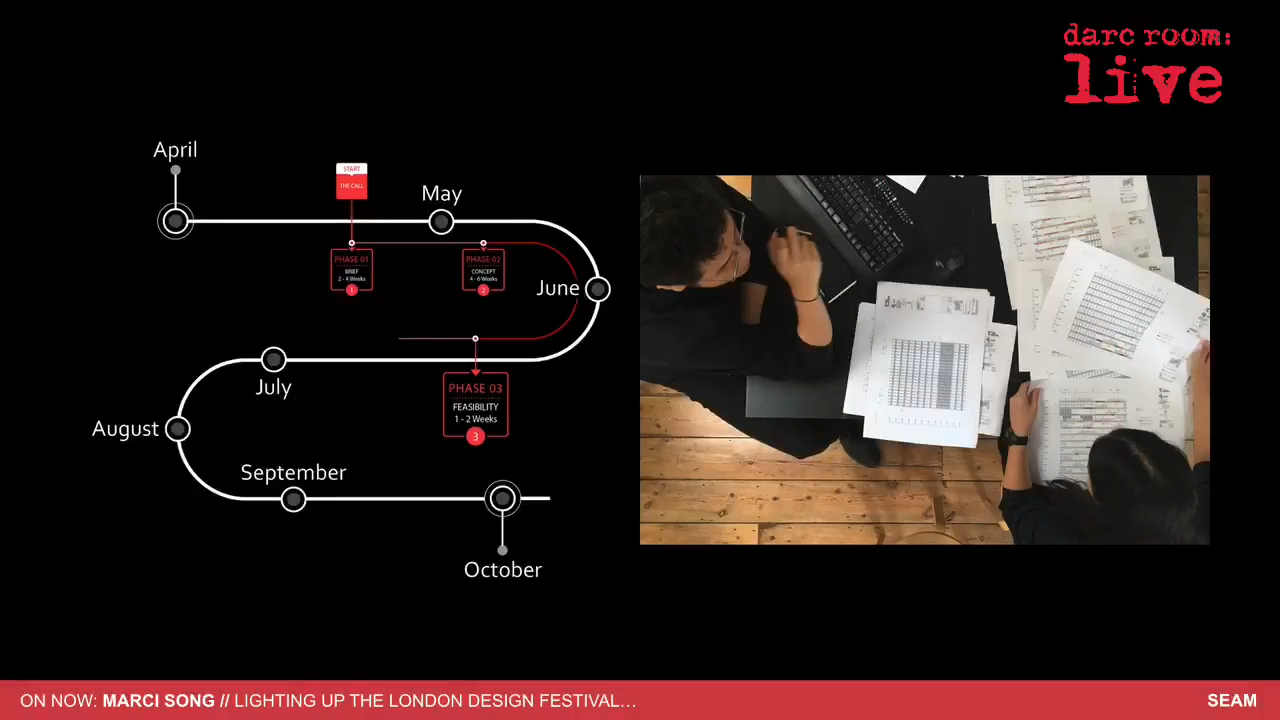 darc room:
live
April
START
THE CALL
May
PHASE 01
BRIEF
2 - 4 Weeks
1
PHASE 02
CONCEPT
4 - 6 Weeks
2
June
July
PHASE 03
FEASIBILITY
1 - 2 Weeks
3
August
September
October
ON NOW: MARCI SONG // LIGHTING UP THE LONDON DESIGN FESTIVAL...
SEAM